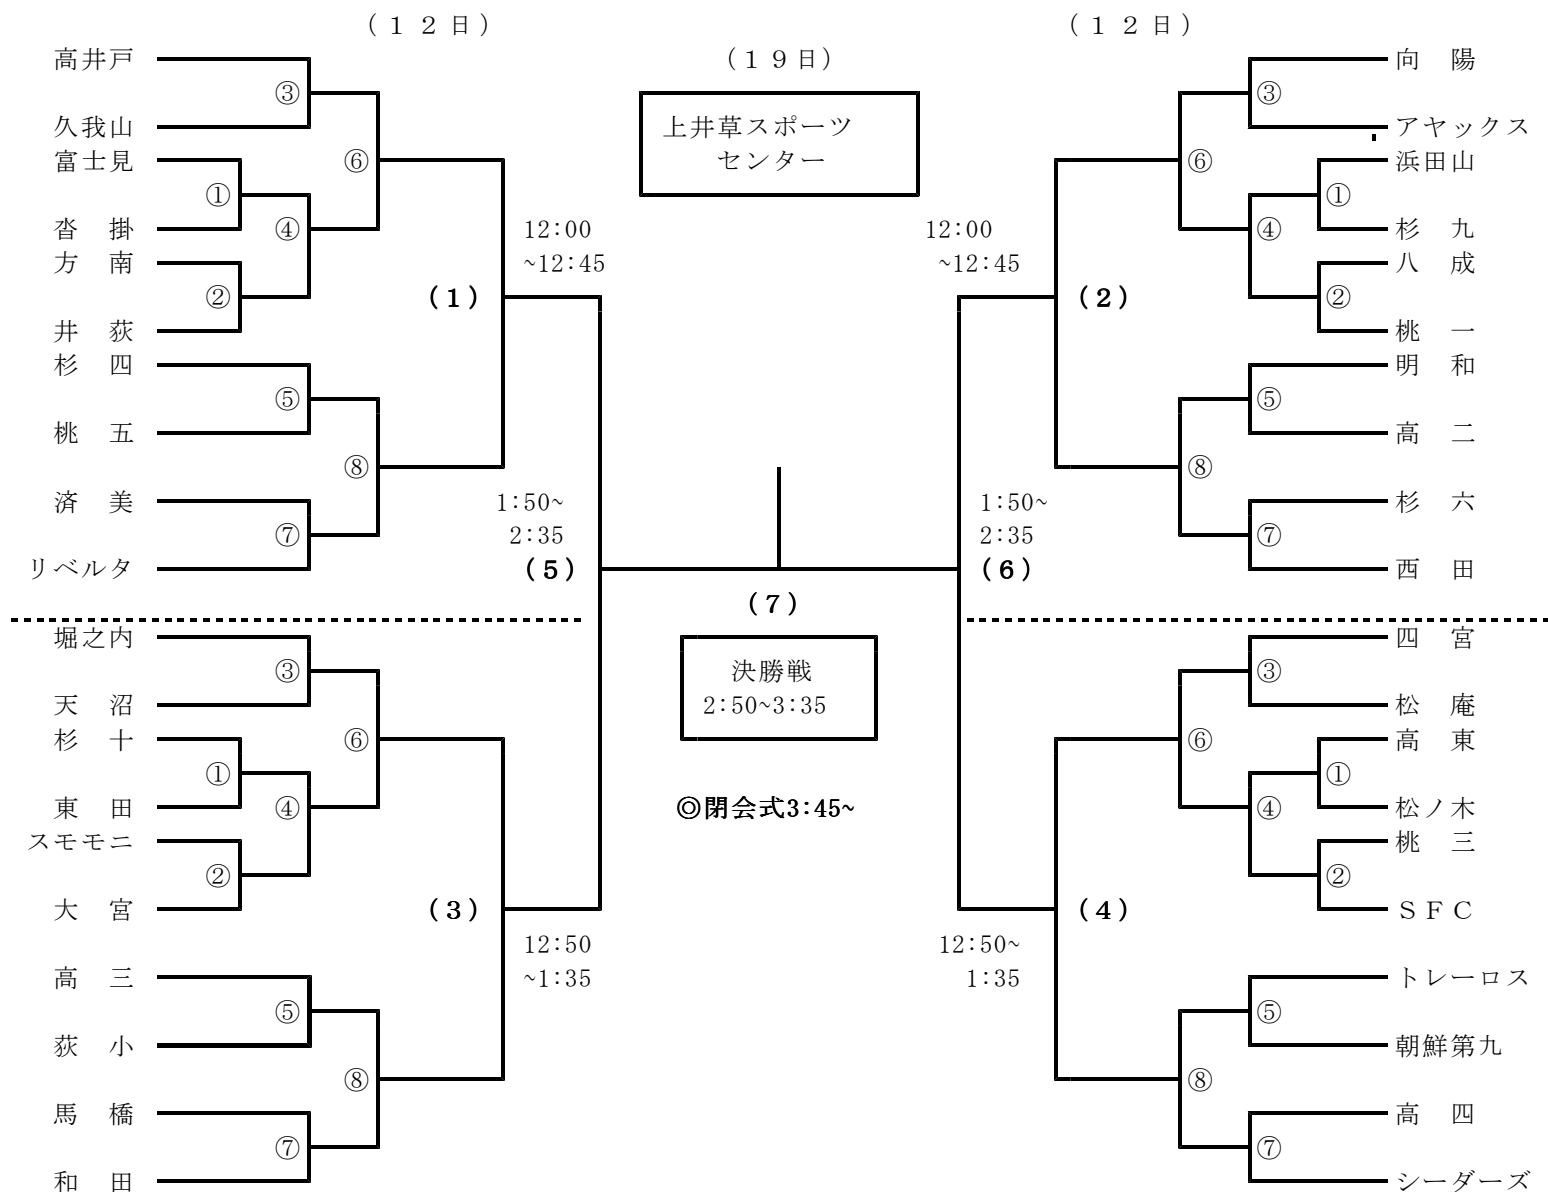 （１２日）
（１２日）
（１９日）
上井草スポーツ
センター
高井戸
久我山
富士見
沓　掛
方　南
井　荻
杉　四
桃　五
済　美
リベルタ
③
⑥
①
④
②
⑤
⑧
⑦
(1)
12:00
~12:45
1:50~
2:35
(5)
向　陽
アヤックス
浜田山
杉　九
八　成
桃　一
明　和
高　二
杉　六
西　田
③
⑥
①
④
②
⑤
⑧
⑦
(2)
12:00
~12:45
1:50~
2:35
(6)
(7)
決勝戦
2:50~3:35
◎閉会式3:45~
堀之内
天　沼
杉　十
東　田
スモモニ
大　宮
高　三
荻　小
馬　橋
和　田
③
⑥
①
④
②
⑤
⑧
⑦
(3)
12:50
~1:35
四　宮
松　庵
高　東
松ノ木
桃　三
ＳＦＣ
トレーロス
朝鮮第九
高　四
シーダーズ
③
⑥
①
④
②
⑤
⑧
⑦
(4)
12:50~
1:35